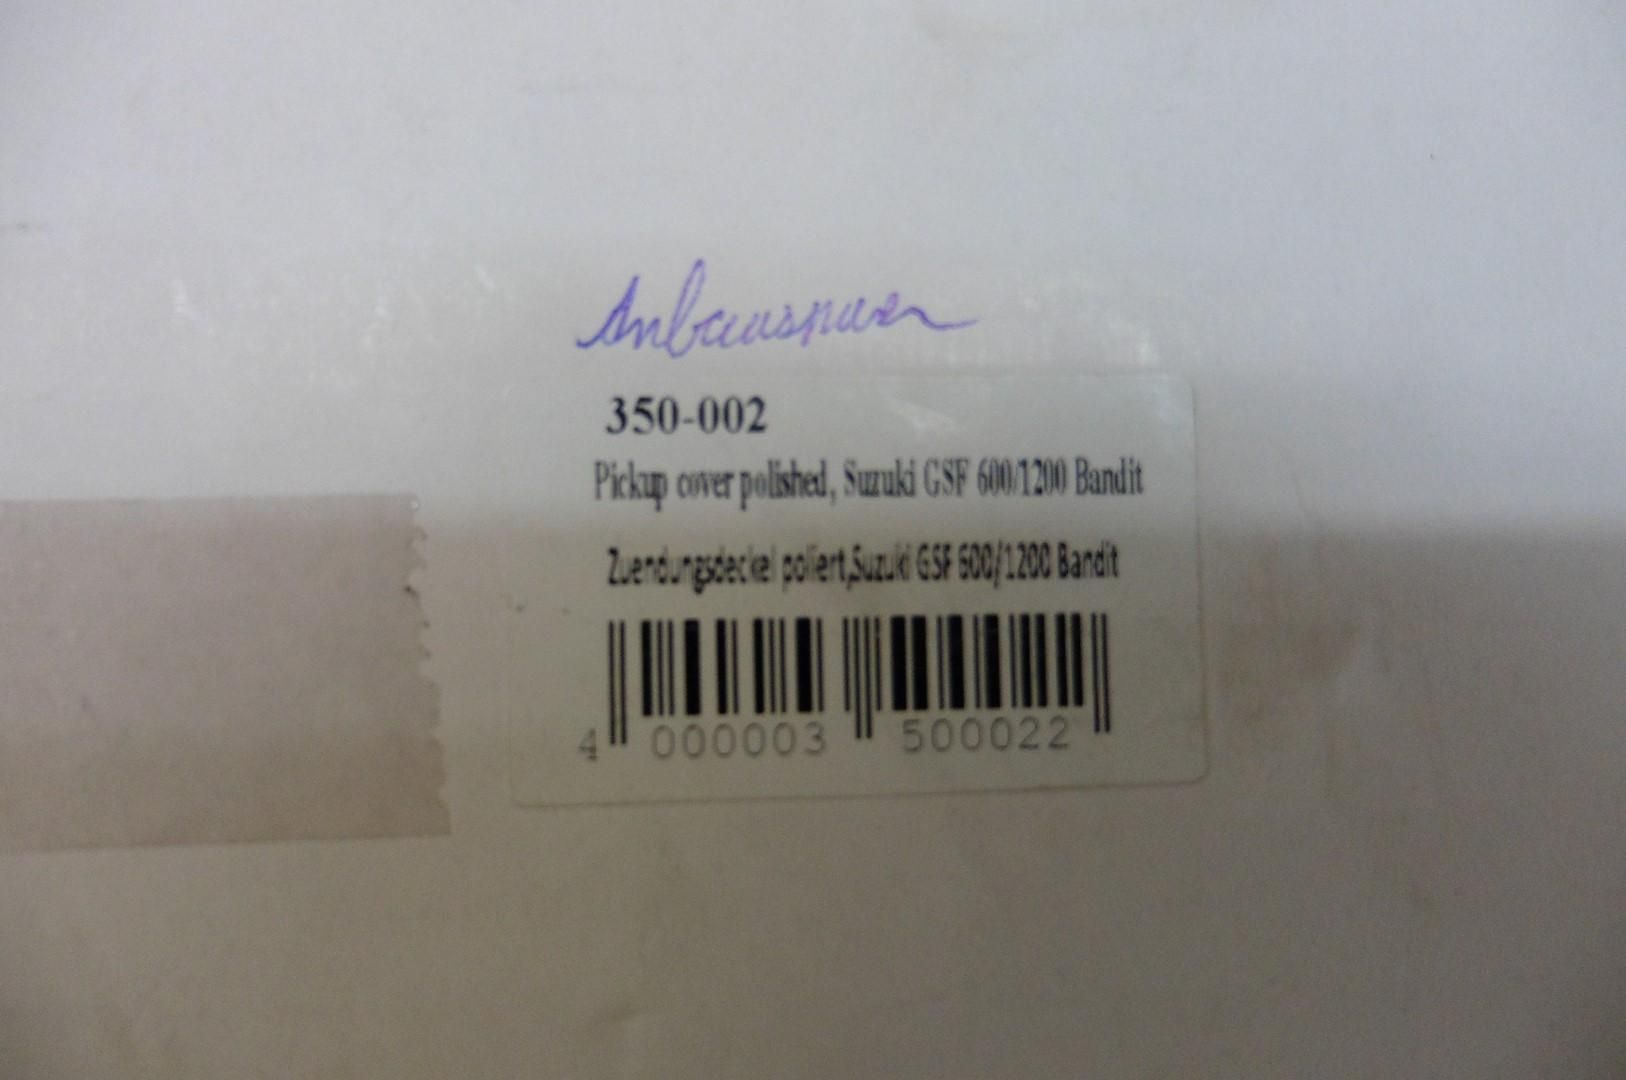 Anbauspuren
350-002
Pickup cover polished, Suzuki GSF 600/1200 Bandit
Zuendungsdeckel poliert,Suzuki GSF 600/1200 Bandit
4 000003 500022